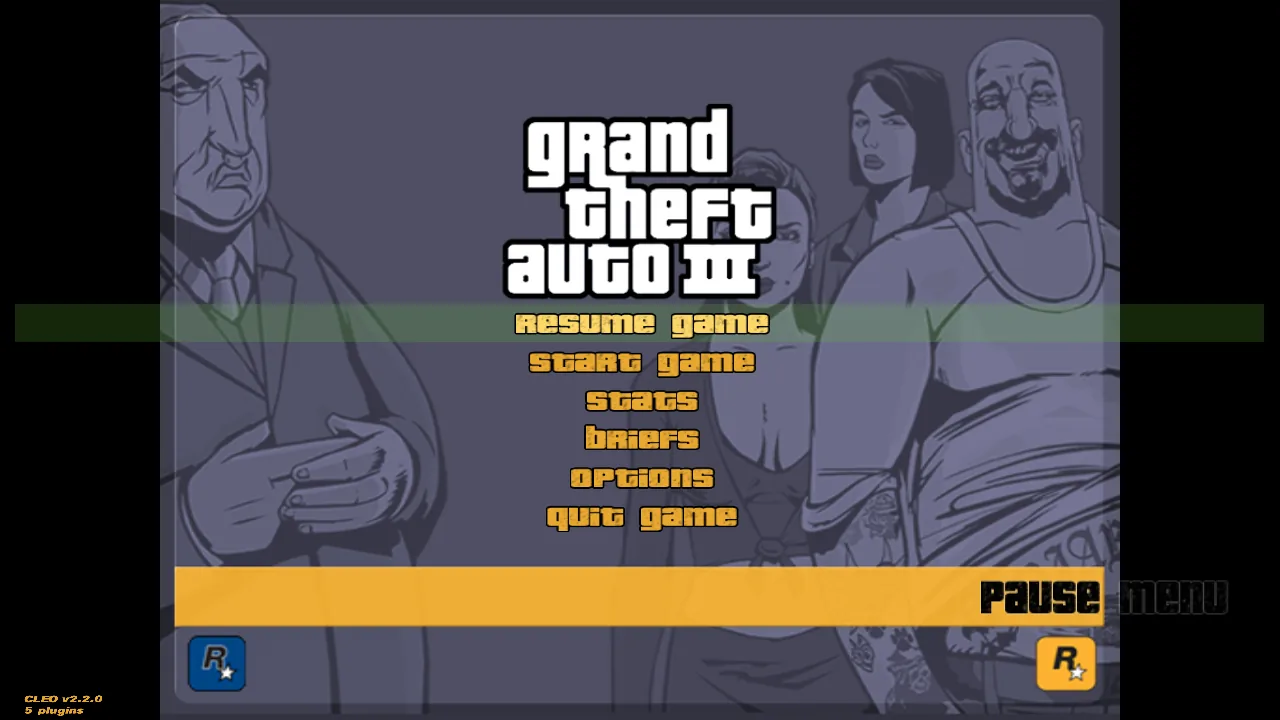 grand
theft
auto III
Resume game
Start game
Stats
Briefs
Options
Quit game
Pause menu
R
R
CLEO v2.2.0
5 plugins